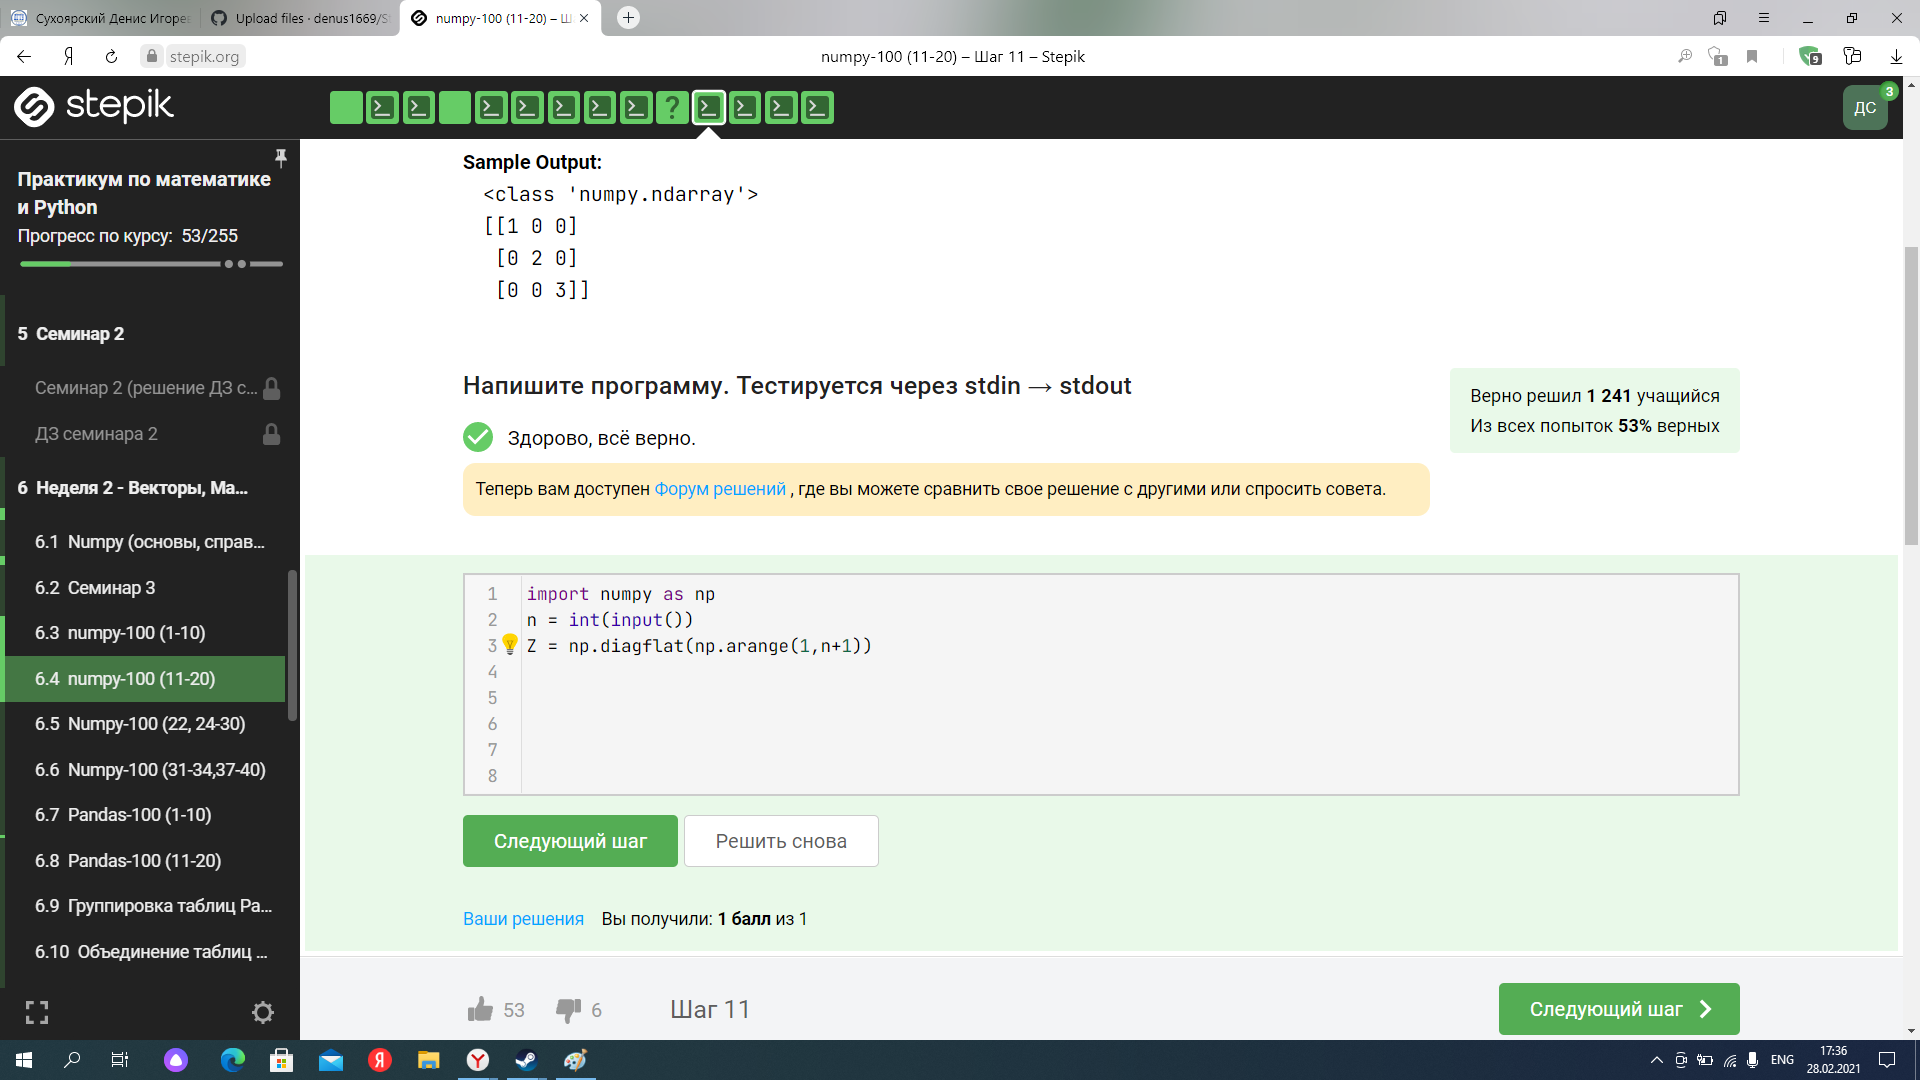 Сухоярский Денис Игорев
Upload files · denus1669/S
numpy-100 (11-20) – Ш
stepik.org
numpy-100 (11-20) – Шаг 11 – Stepik
1
9
stepik
?
ДС
3
Практикум по математике
и Python
Прогресс по курсу: 53/255
5 Семинар 2
Семинар 2 (решение ДЗ с...
ДЗ семинара 2
6 Неделя 2 - Векторы, Ма...
6.1 Numpy (основы, справ...
6.2 Семинар 3
6.3 numpy-100 (1-10)
6.4 numpy-100 (11-20)
6.5 Numpy-100 (22, 24-30)
6.6 Numpy-100 (31-34,37-40)
6.7 Pandas-100 (1-10)
6.8 Pandas-100 (11-20)
6.9 Группировка таблиц Pa...
6.10 Объединение таблиц ...
Sample Output:
<class 'numpy.ndarray'>
[[1 0 0]
[0 2 0]
[0 0 3]]
Напишите программу. Тестируется через stdin → stdout
Здорово, всё верно.
Верно решил 1 241 учащийся
Из всех попыток 53% верных
Теперь вам доступен Форум решений , где вы можете сравнить свое решение с другими или спросить совета.
1 import numpy as np
2 n = int(input())
3 Z = np.diagflat(np.arange(1,n+1))
4
5
6
7
8
Следующий шаг
Решить снова
Ваши решения Вы получили: 1 балл из 1
53
6
Шаг 11
Следующий шаг
ENG
17:36
28.02.2021